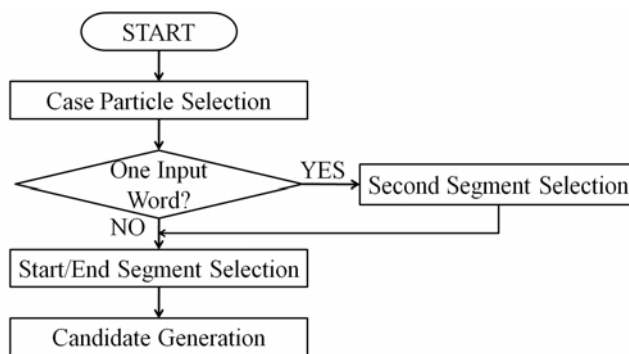 START
Case Particle Selection
One Input
Word?
YES
Second Segment Selection
NO
Start/End Segment Selection
Candidate Generation